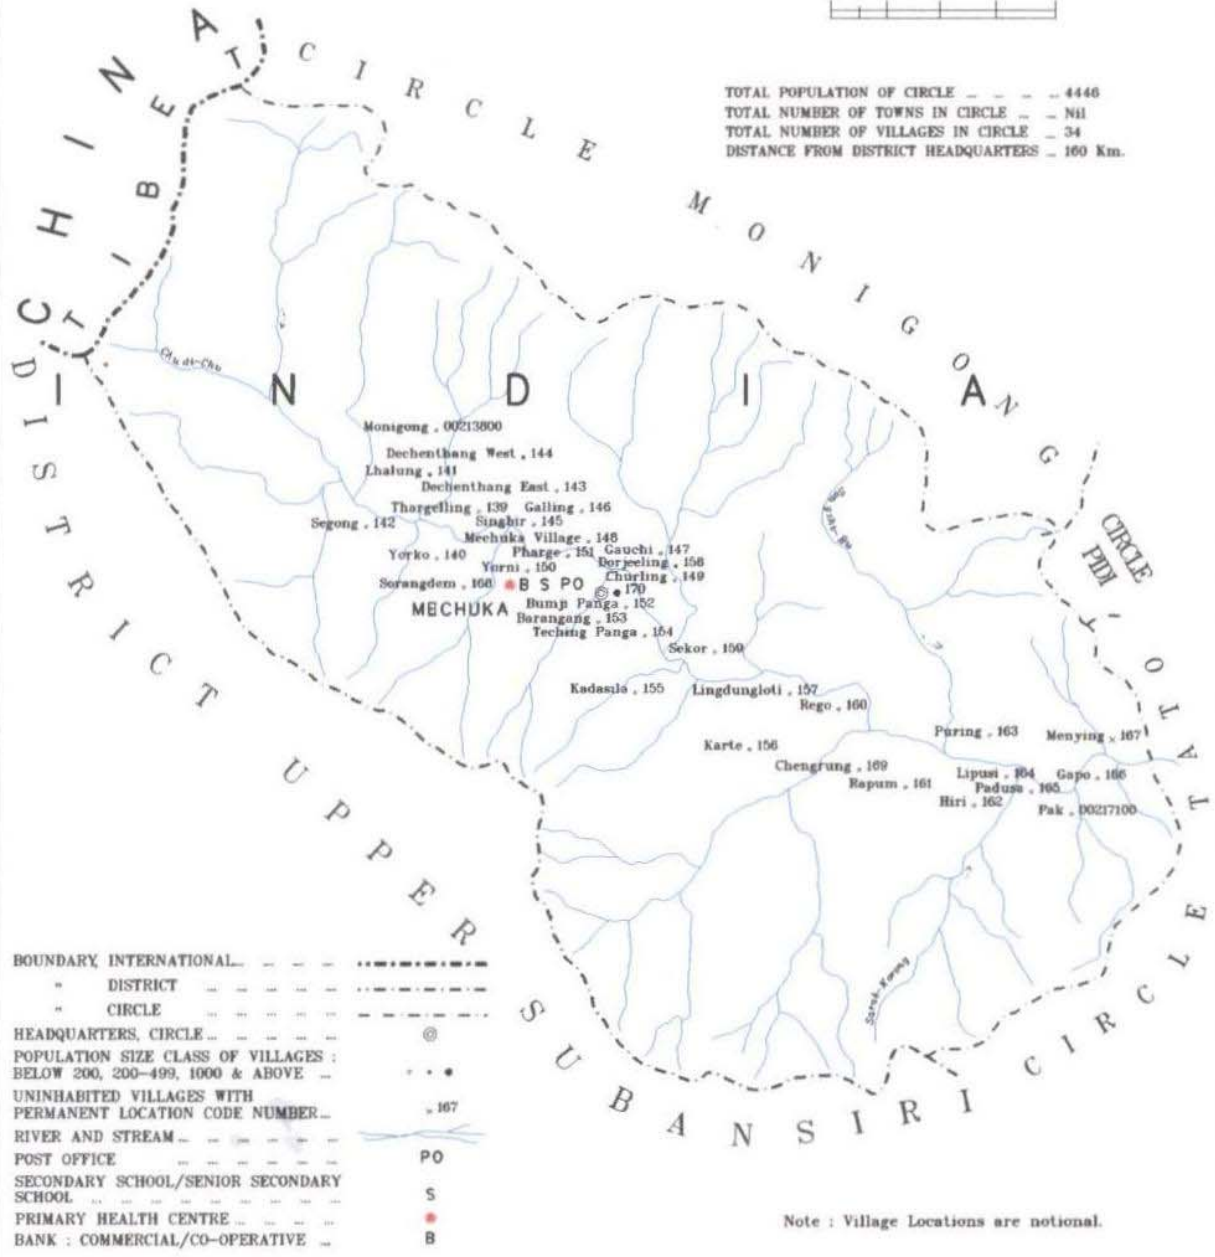 CHINA
TIBET
CIRCLE MONIGONG
TOTAL POPULATION OF CIRCLE _ _ _ .. 4446
TOTAL NUMBER OF TOWNS IN CIRCLE _ _ Nil
TOTAL NUMBER OF VILLAGES IN CIRCLE _ 34
DISTANCE FROM DISTRICT HEADQUARTERS _ 160 Km.
INDIA
DISTRICT UPPER SUBANSIRI
CIRCLE
PIDI
CIRCLE TATO
Monigong . 00213800
Dechenthang West . 144
Lhalung . 141
Dechenthang East . 143
Thargelling . 139
Galling . 146
Segong . 142
Singbir . 145
Mechuka Village . 148
Yorko . 140
Pharge . 151
Gauchi . 147
Yorni . 150
Dorjeeling . 158
Sorangdem . 168
B S PO
Churling . 149
170
MECHUKA
Bumji Panga . 152
Barangang . 153
Teching Panga . 154
Sekor . 159
Kadasila . 155
Lingdungloti . 157
Rego . 160
Karte . 156
Puring . 163
Menying × 167
Chengrung . 169
Rapum . 161
Lipusi . 164
Gapo . 166
Padusa . 165
Hiri . 162
Pak . 00217100
BOUNDARY, INTERNATIONAL
" DISTRICT
" CIRCLE
HEADQUARTERS, CIRCLE
POPULATION SIZE CLASS OF VILLAGES :
BELOW 200, 200-499, 1000 & ABOVE
UNINHABITED VILLAGES WITH
PERMANENT LOCATION CODE NUMBER × 167
RIVER AND STREAM
POST OFFICE PO
SECONDARY SCHOOL/SENIOR SECONDARY
SCHOOL S
PRIMARY HEALTH CENTRE
BANK : COMMERCIAL/CO-OPERATIVE B
Note : Village Locations are notional.